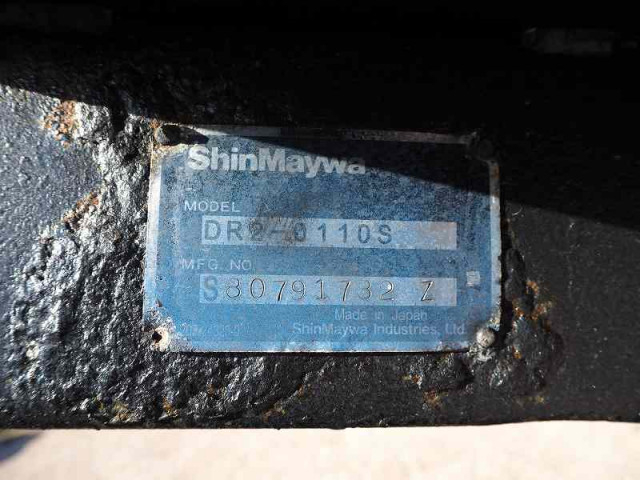 ShinMaywa
MODEL
DR2-0110S
MFG. NO.
S80791732 Z
Made in Japan
ShinMaywa Industries, Ltd.